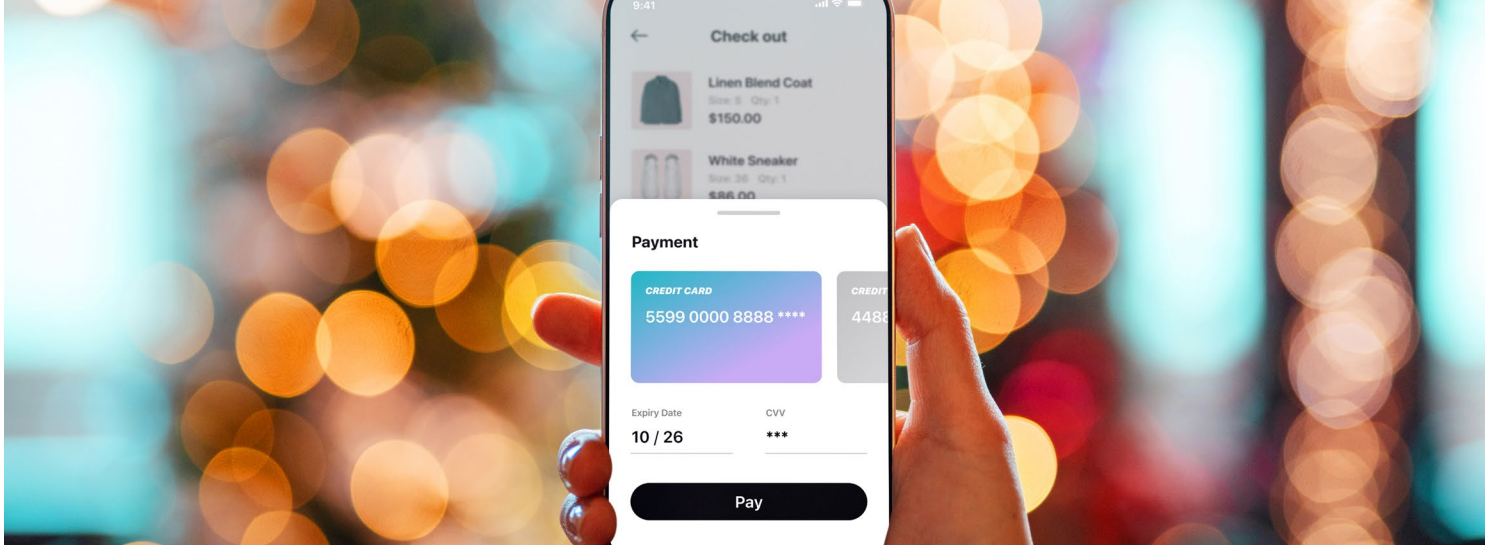 9:41
Check out
Linen Blend Coat
Size: 5 Qty: 1
$150.00
White Sneaker
Size: 36 Qty: 1
$86.00
Payment
CREDIT CARD
5599 0000 8888 ****
CREDIT
4488
Expiry Date
CVV
10 / 26
***
Pay